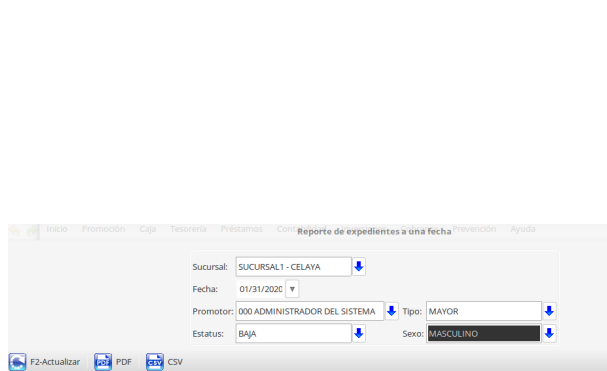 Inicio Promoción Caja Tesorería Préstamos Prevención Ayuda
Reporte de expedientes a una fecha
Sucursal: SUCURSAL1 - CELAYA
Fecha: 01/31/2020
Promotor: 000 ADMINISTRADOR DEL SISTEMA Tipo: MAYOR
Estatus: BAJA Sexo: MASCULINO
F2-Actualizar PDF PDF CSV CSV